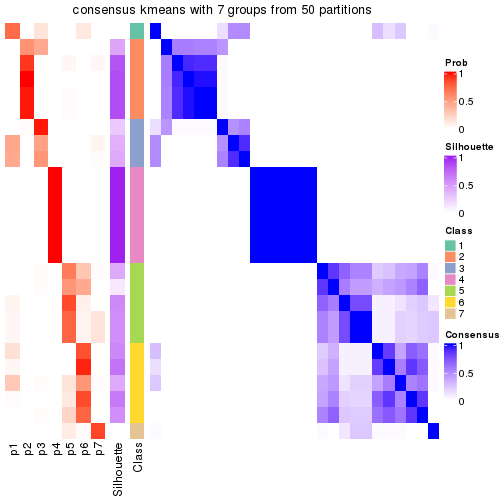 consensus kmeans with 7 groups from 50 partitions
Prob
1
0.5
0
Silhouette
1
0.5
0
Class
1
2
3
4
5
6
7
Consensus
1
0.5
0
p1
p2
p3
p4
p5
p6
p7
Silhouette
Class